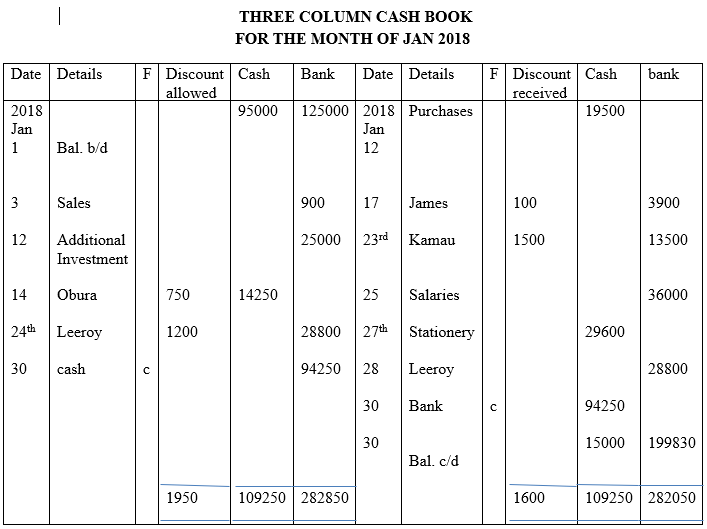 THREE COLUMN CASH BOOK
FOR THE MONTH OF JAN 2018
Date Details F Discount allowed Cash Bank Date Details F Discount received Cash bank
2018 Jan 1 Bal. b/d 95000 125000 2018 Jan 12 Purchases 19500
3 Sales 900 17 James 100 3900
12 Additional Investment 25000 23rd Kamau 1500 13500
14 Obura 750 14250 25 Salaries 36000
24th Leeroy 1200 28800 27th Stationery 29600
30 cash c 94250 28 Leeroy 28800
30 Bank c 94250
30 Bal. c/d 15000 199830
1950 109250 282850 1600 109250 282050